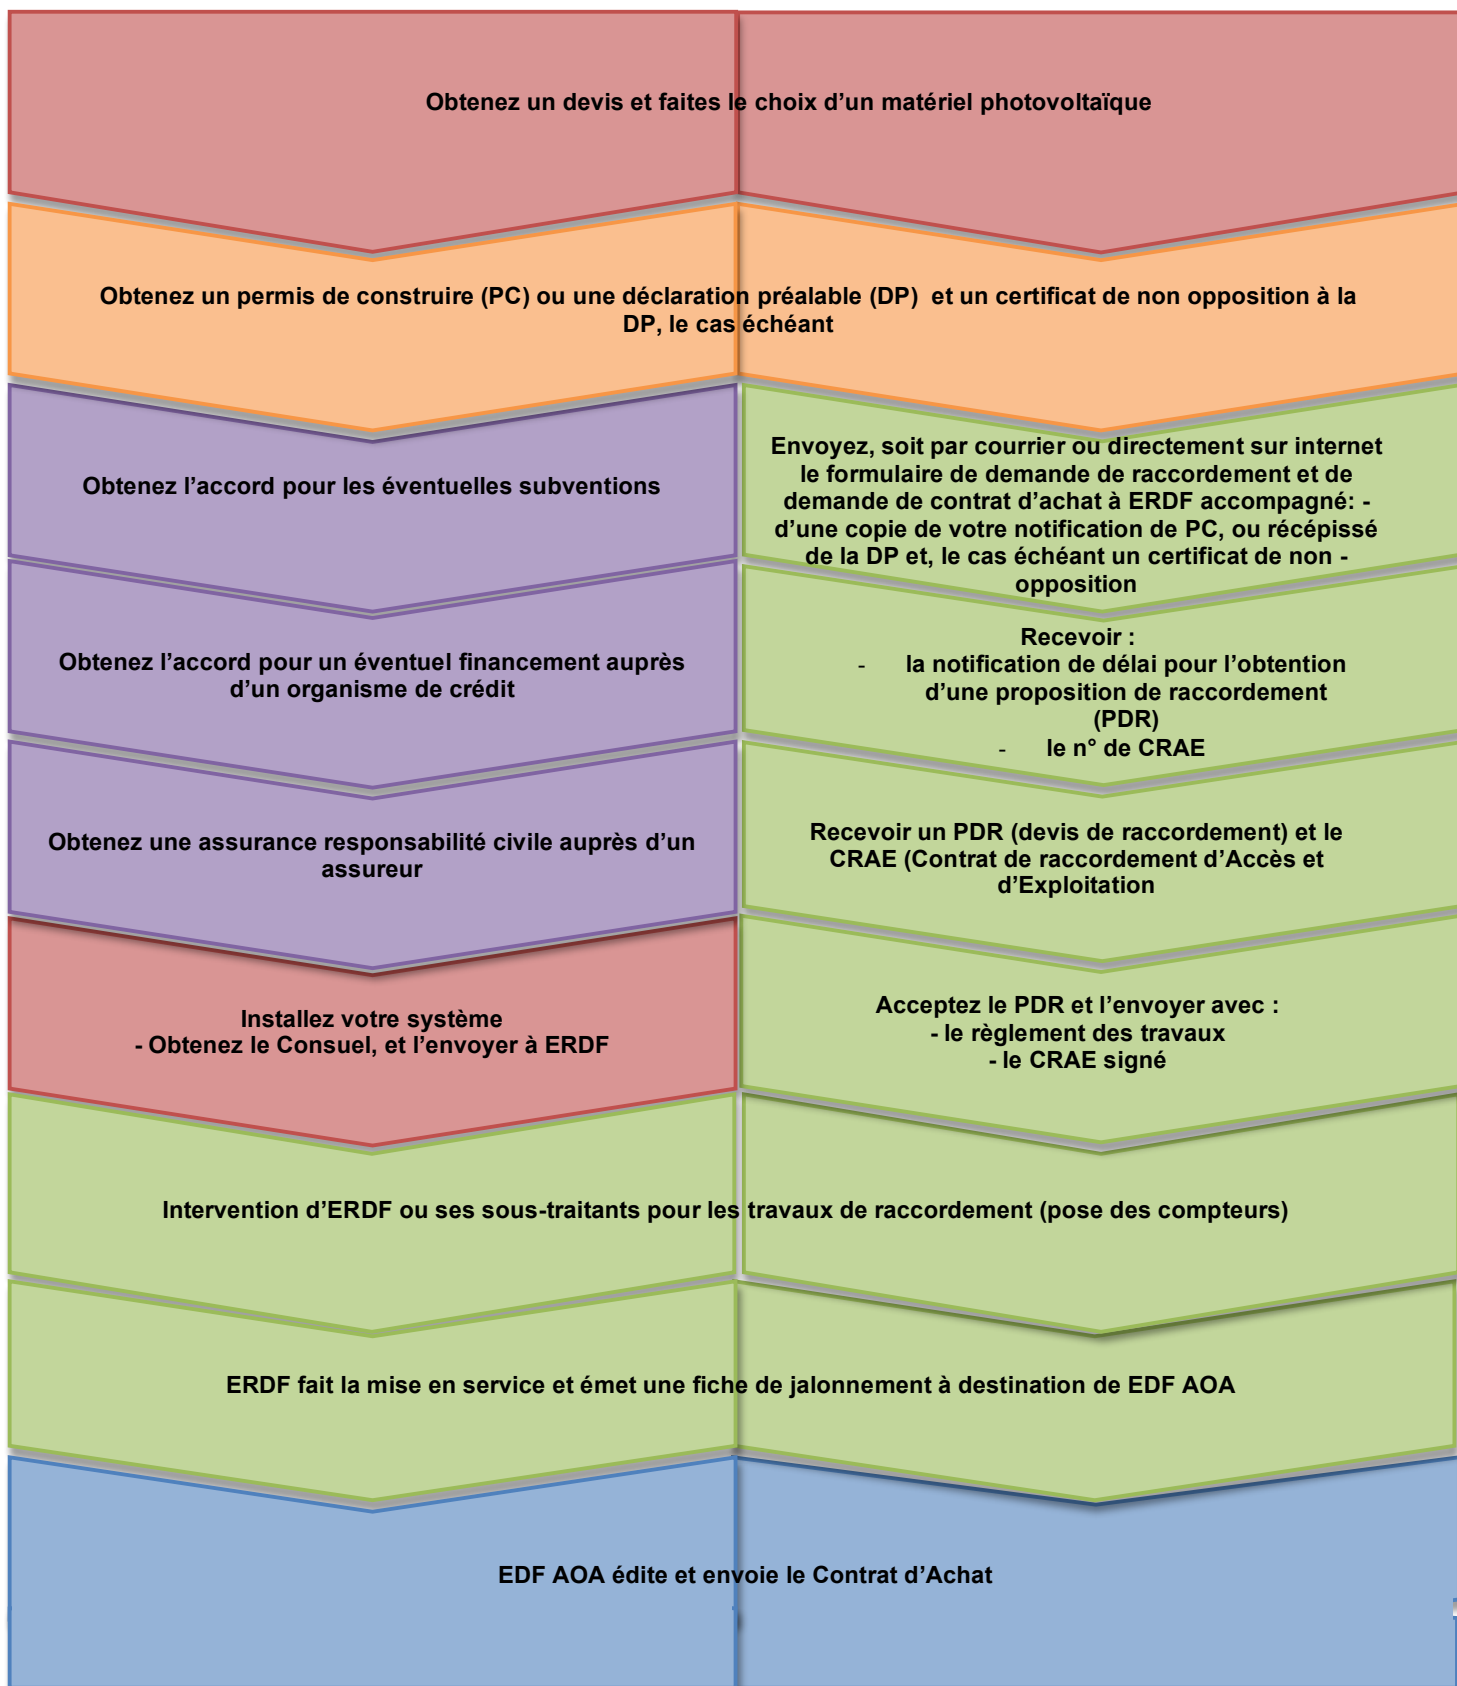 Obtenez un devis et faites le choix d’un matériel photovoltaïque
Obtenez un permis de construire (PC) ou une déclaration préalable (DP) et un certificat de non opposition à la
DP, le cas échéant
Obtenez l’accord pour les éventuelles subventions
Envoyez, soit par courrier ou directement sur internet
le formulaire de demande de raccordement et de
demande de contrat d’achat à ERDF accompagné: -
d’une copie de votre notification de PC, ou récépissé
de la DP et, le cas échéant un certificat de non -
opposition
Obtenez l’accord pour un éventuel financement auprès
d’un organisme de crédit
Recevoir :
- la notification de délai pour l’obtention
d’une proposition de raccordement
(PDR)
- le n° de CRAE
Obtenez une assurance responsabilité civile auprès d’un
assureur
Recevoir un PDR (devis de raccordement) et le
CRAE (Contrat de raccordement d’Accès et
d’Exploitation
Installez votre système
- Obtenez le Consuel, et l’envoyer à ERDF
Acceptez le PDR et l’envoyer avec :
- le règlement des travaux
- le CRAE signé
Intervention d’ERDF ou ses sous-traitants pour les travaux de raccordement (pose des compteurs)
ERDF fait la mise en service et émet une fiche de jalonnement à destination de EDF AOA
EDF AOA édite et envoie le Contrat d’Achat